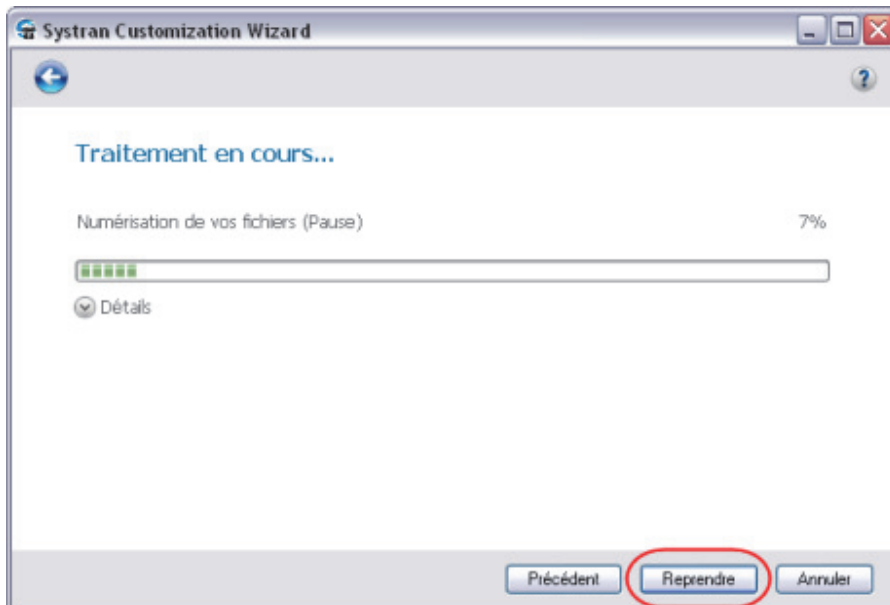 Systran Customization Wizard
?
Traitement en cours...
Numérisation de vos fichiers (Pause) 7%
Détails
Précédent Reprendre Annuler